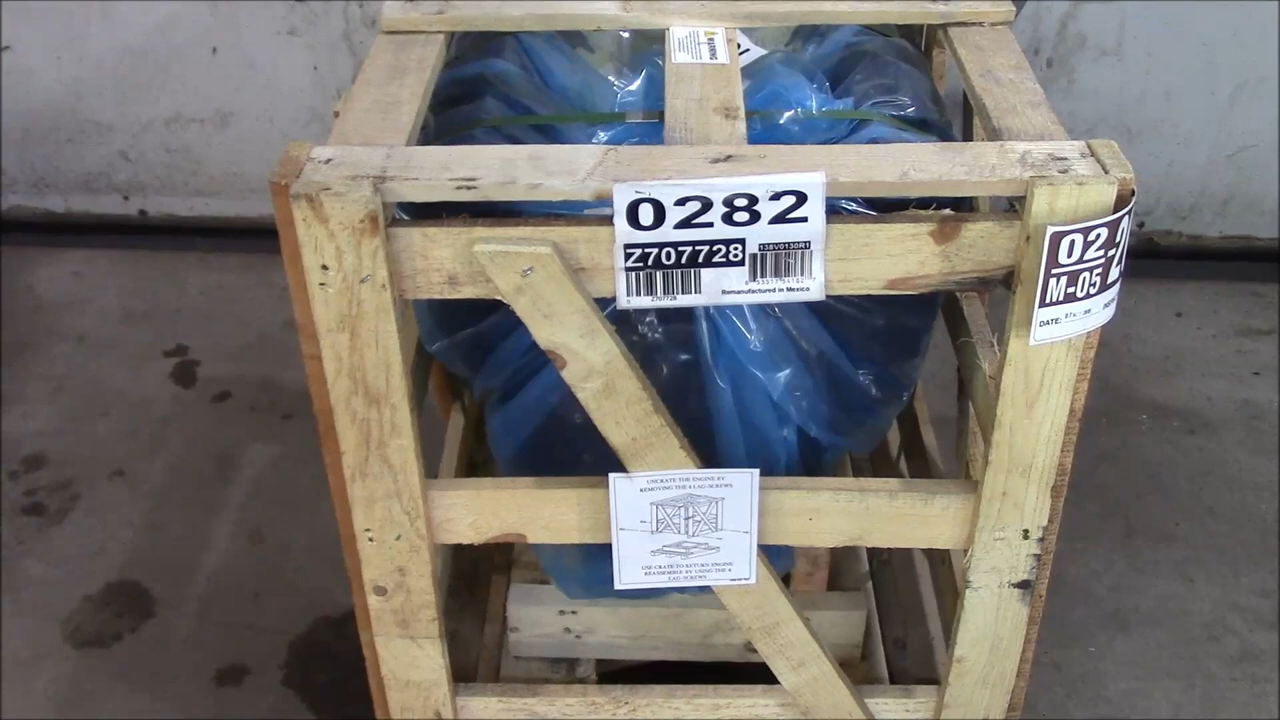 WARNING
0282
Z707728
138V0130R1
Z707728
Remanufactured in Mexico
02
M-05
DATE:
UNCRATE THE ENGINE BY
REMOVING THE 4 LAG-SCREWS
USE CRATE TO RETURN ENGINE
REASSEMBLE BY USING THE 4
LAG-SCREWS